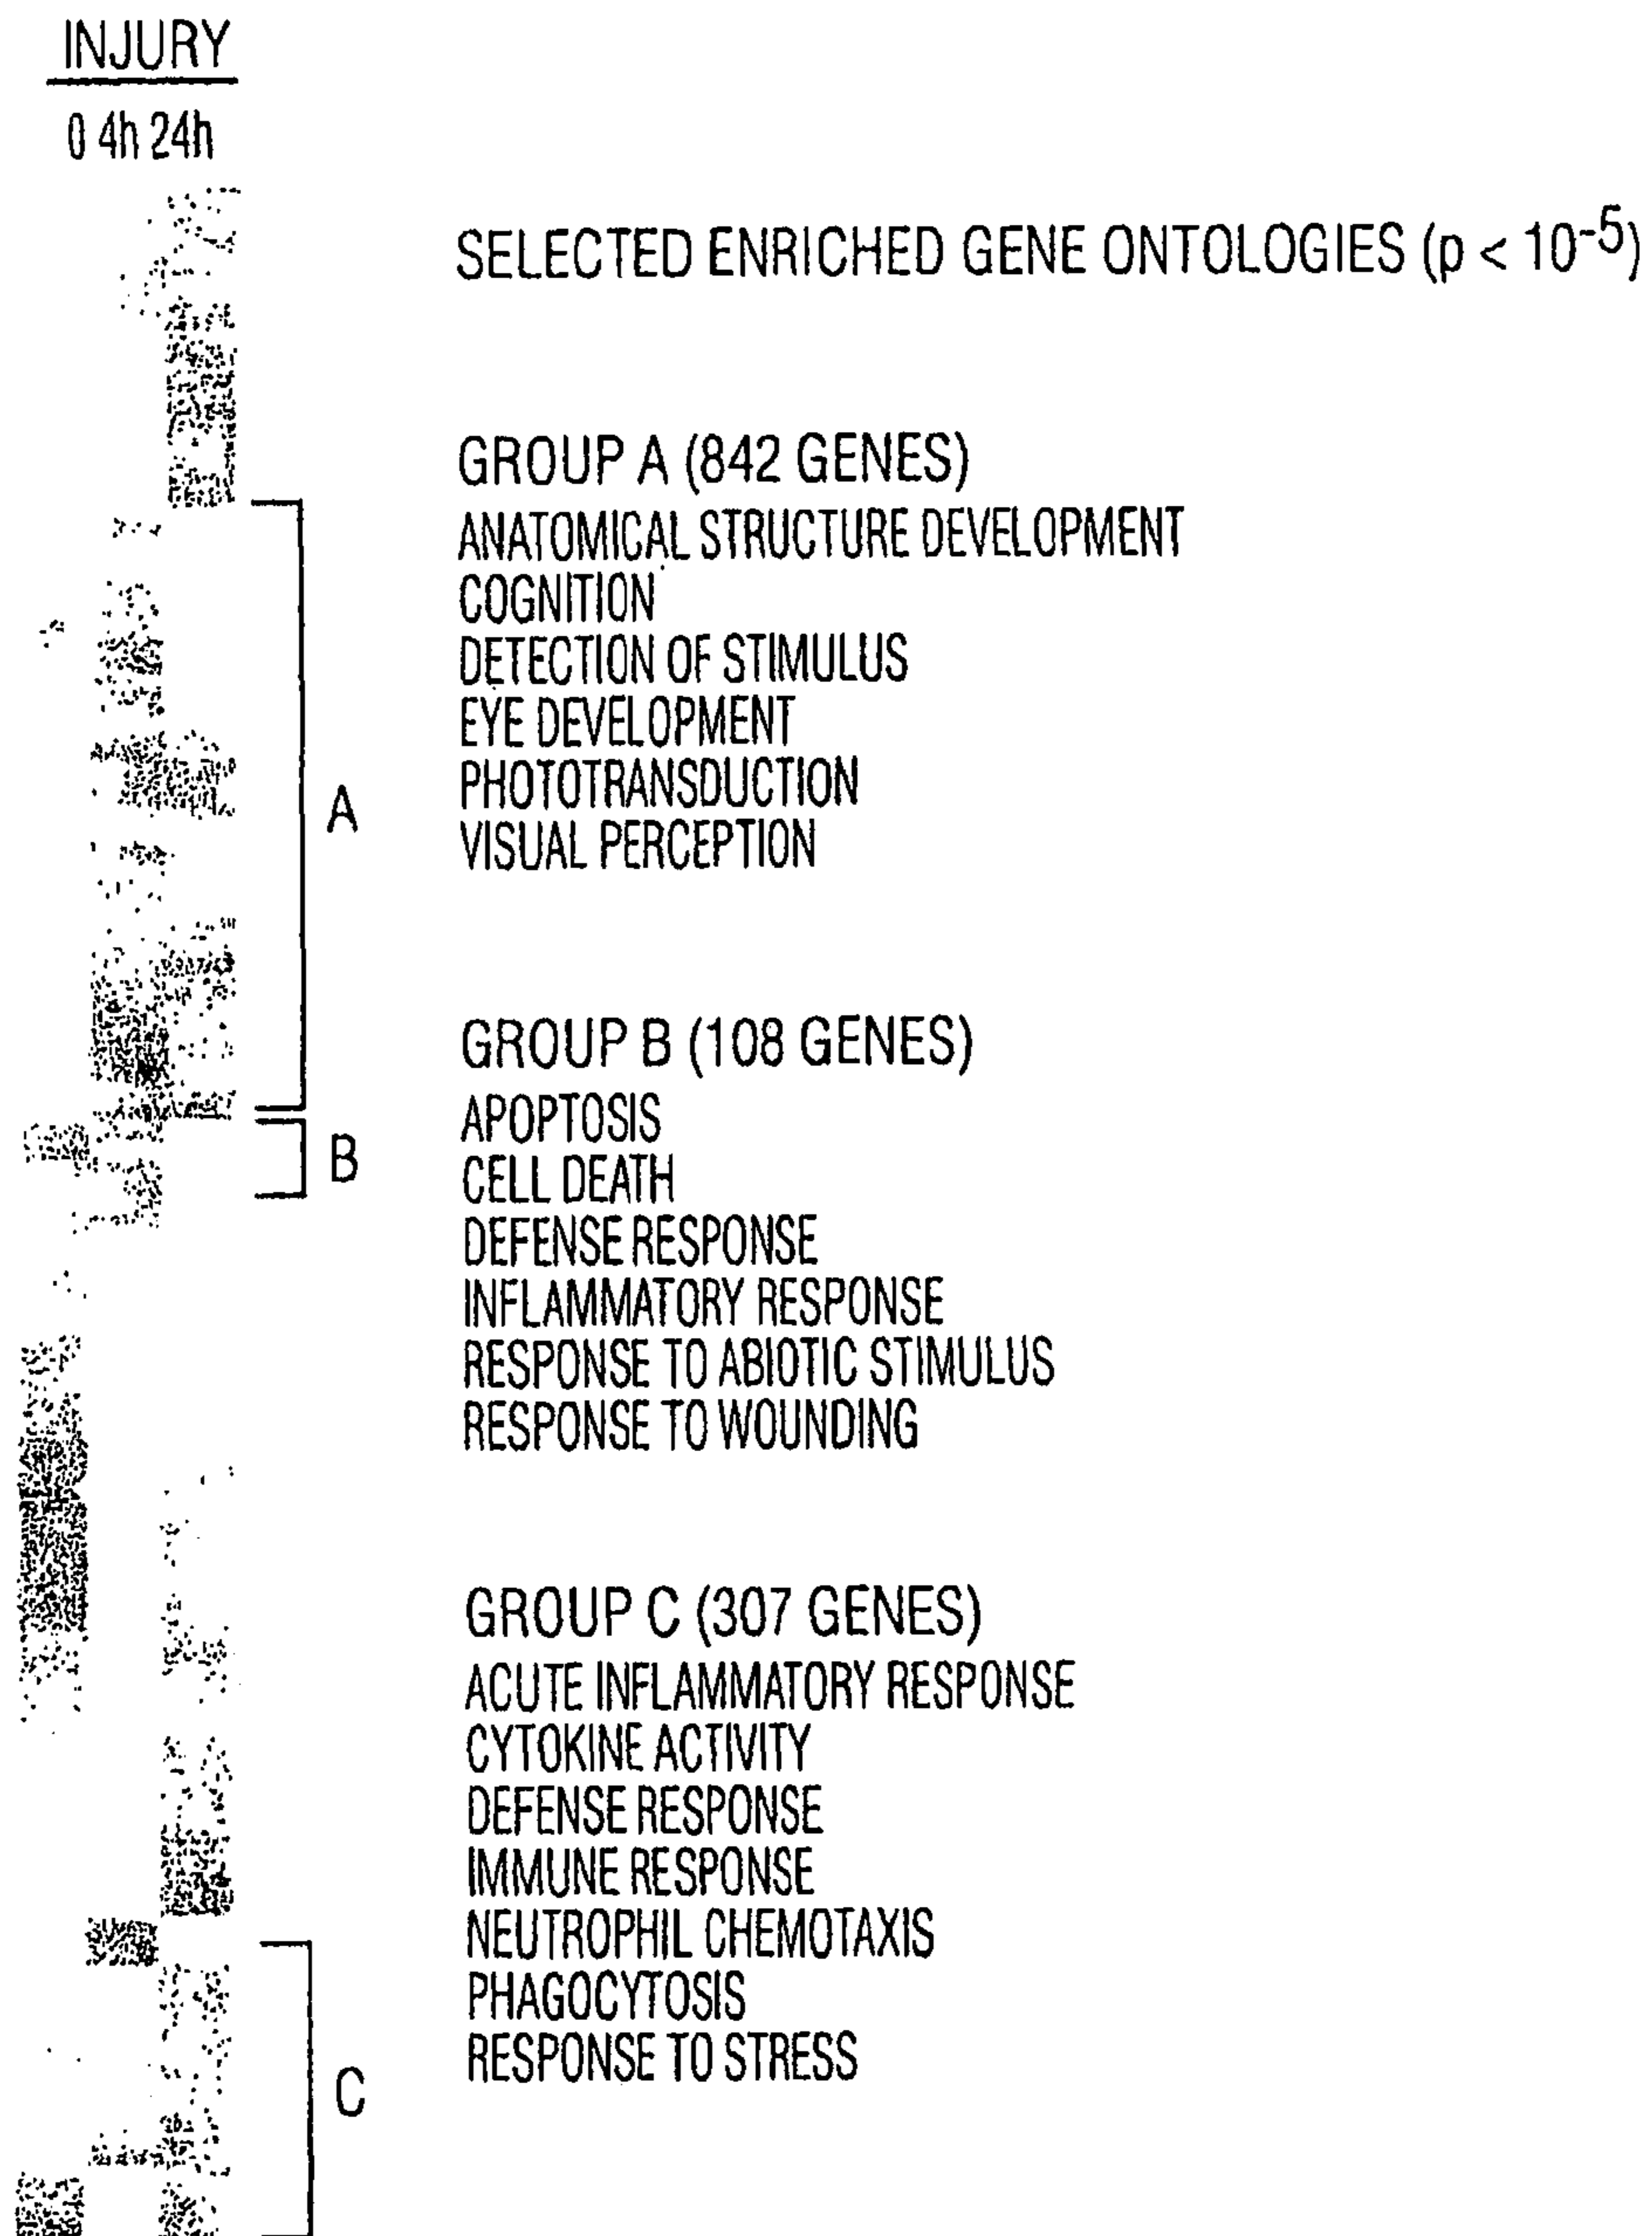 INJURY
0 4h 24h
SELECTED ENRICHED GENE ONTOLOGIES (p < 10-5)
GROUP A (842 GENES)
ANATOMICAL STRUCTURE DEVELOPMENT
COGNITION
DETECTION OF STIMULUS
EYE DEVELOPMENT
PHOTOTRANSDUCTION
VISUAL PERCEPTION
A
GROUP B (108 GENES)
APOPTOSIS
CELL DEATH
DEFENSE RESPONSE
INFLAMMATORY RESPONSE
RESPONSE TO ABIOTIC STIMULUS
RESPONSE TO WOUNDING
B
GROUP C (307 GENES)
ACUTE INFLAMMATORY RESPONSE
CYTOKINE ACTIVITY
DEFENSE RESPONSE
IMMUNE RESPONSE
NEUTROPHIL CHEMOTAXIS
PHAGOCYTOSIS
RESPONSE TO STRESS
C